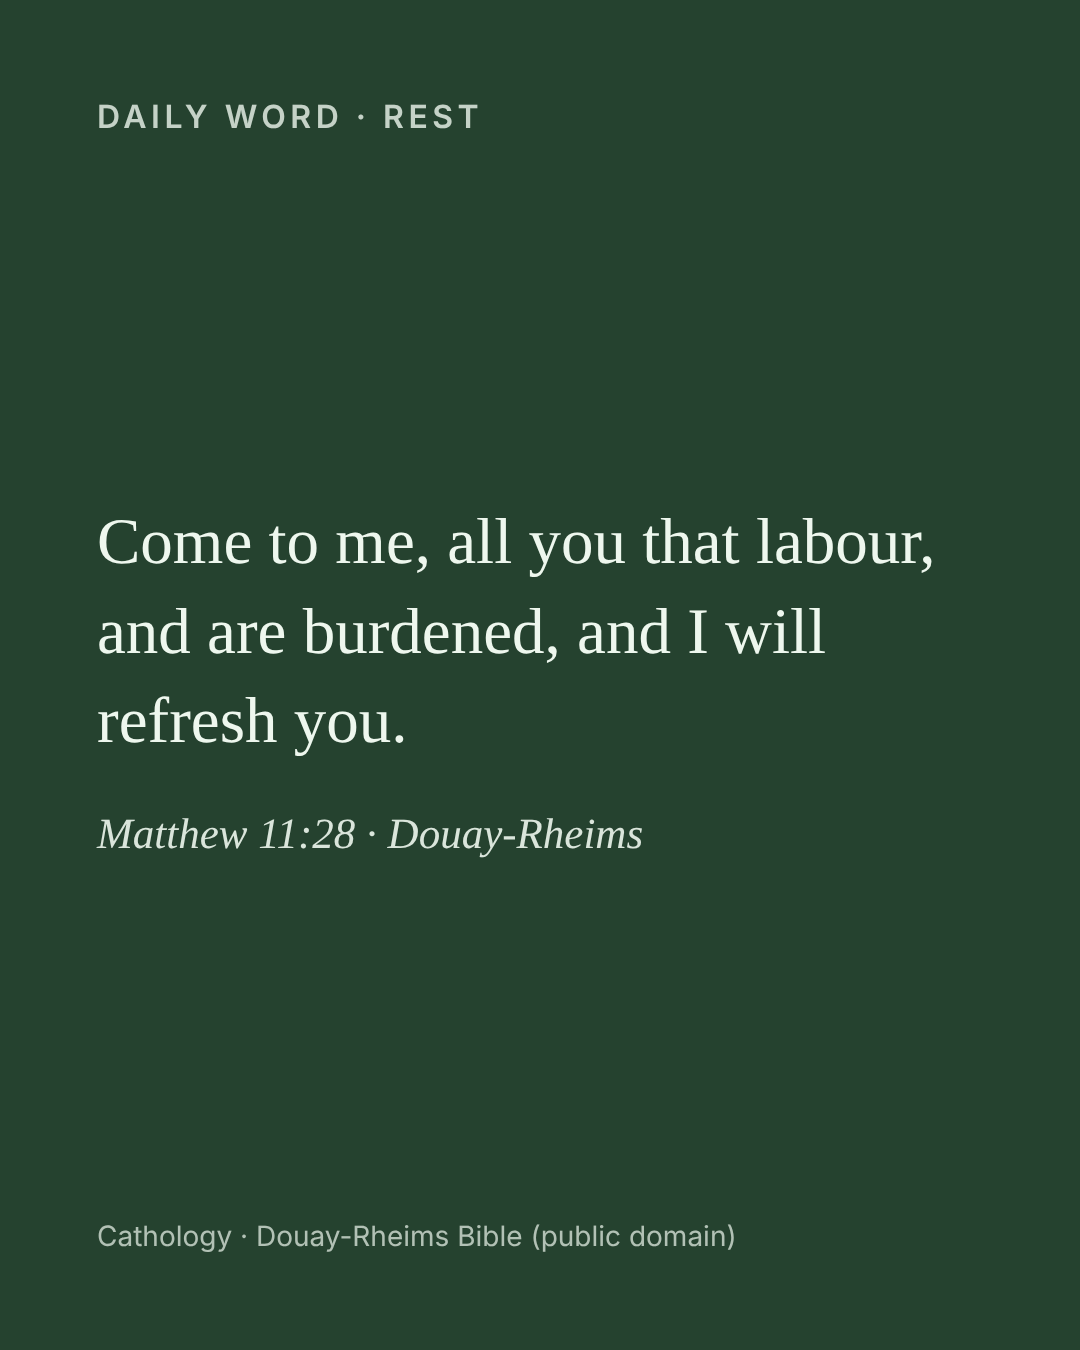 DAILY WORD · REST
Come to me, all you that labour,
and are burdened, and I will
refresh you.
Matthew 11:28 · Douay-Rheims
Cathology · Douay-Rheims Bible (public domain)